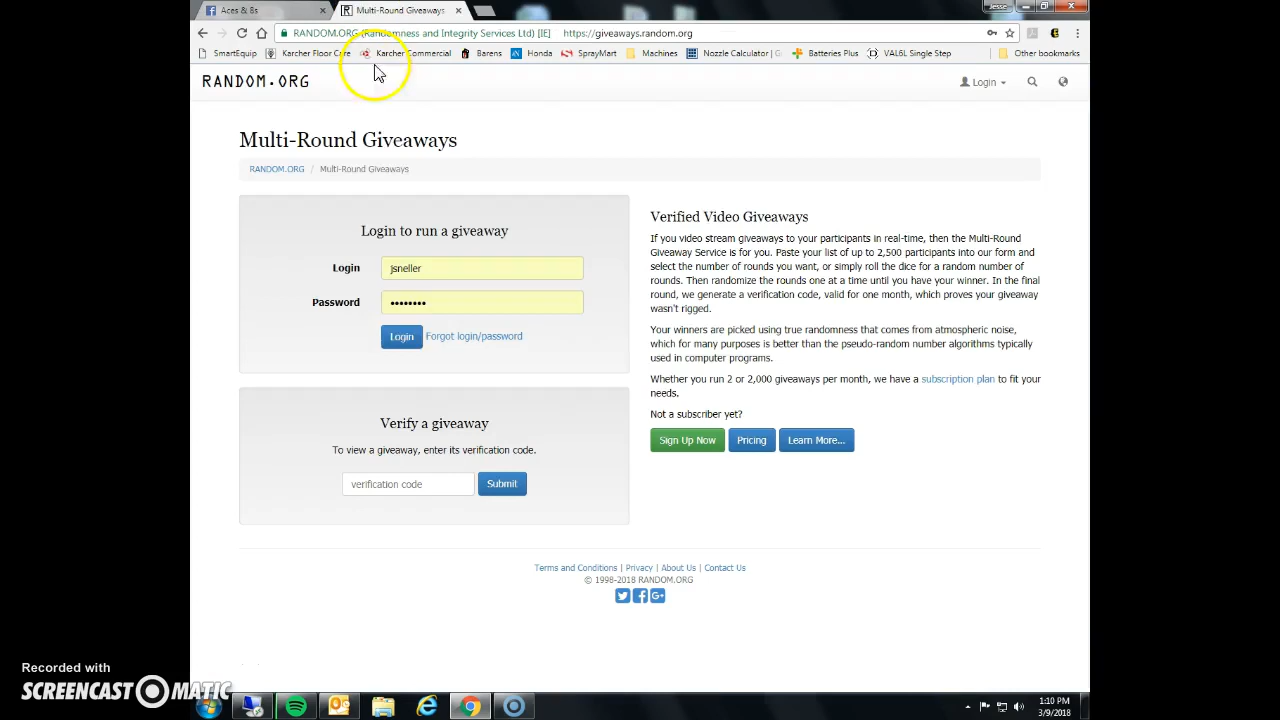 Aces & 8s
Multi-Round Giveaways
Jesse
RANDOM.ORG (Randomness and Integrity Services Ltd) [IE]
https://giveaways.random.org
SmartEquip
Karcher Floor C
Karcher Commercial
Barens
Honda
SprayMart
Machines
Nozzle Calculator | G
Batteries Plus
VAL6L Single Step
Other bookmarks
RANDOM.ORG
Login
Multi-Round Giveaways
RANDOM.ORG / Multi-Round Giveaways
Login to run a giveaway
Login
jsneller
Password
••••••••
Login
Forgot login/password
Verify a giveaway
To view a giveaway, enter its verification code.
verification code
Submit
Verified Video Giveaways
If you video stream giveaways to your participants in real-time, then the Multi-Round
Giveaway Service is for you. Paste your list of up to 2,500 participants into our form and
select the number of rounds you want, or simply roll the dice for a random number of
rounds. Then randomize the rounds one at a time until you have your winner. In the final
round, we generate a verification code, valid for one month, which proves your giveaway
wasn't rigged.
Your winners are picked using true randomness that comes from atmospheric noise,
which for many purposes is better than the pseudo-random number algorithms typically
used in computer programs.
Whether you run 2 or 2,000 giveaways per month, we have a subscription plan to fit your
needs.
Not a subscriber yet?
Sign Up Now
Pricing
Learn More...
Terms and Conditions | Privacy | About Us | Contact Us
© 1998-2018 RANDOM.ORG
Recorded with
SCREENCAST-O-MATIC
1:10 PM
3/9/2018